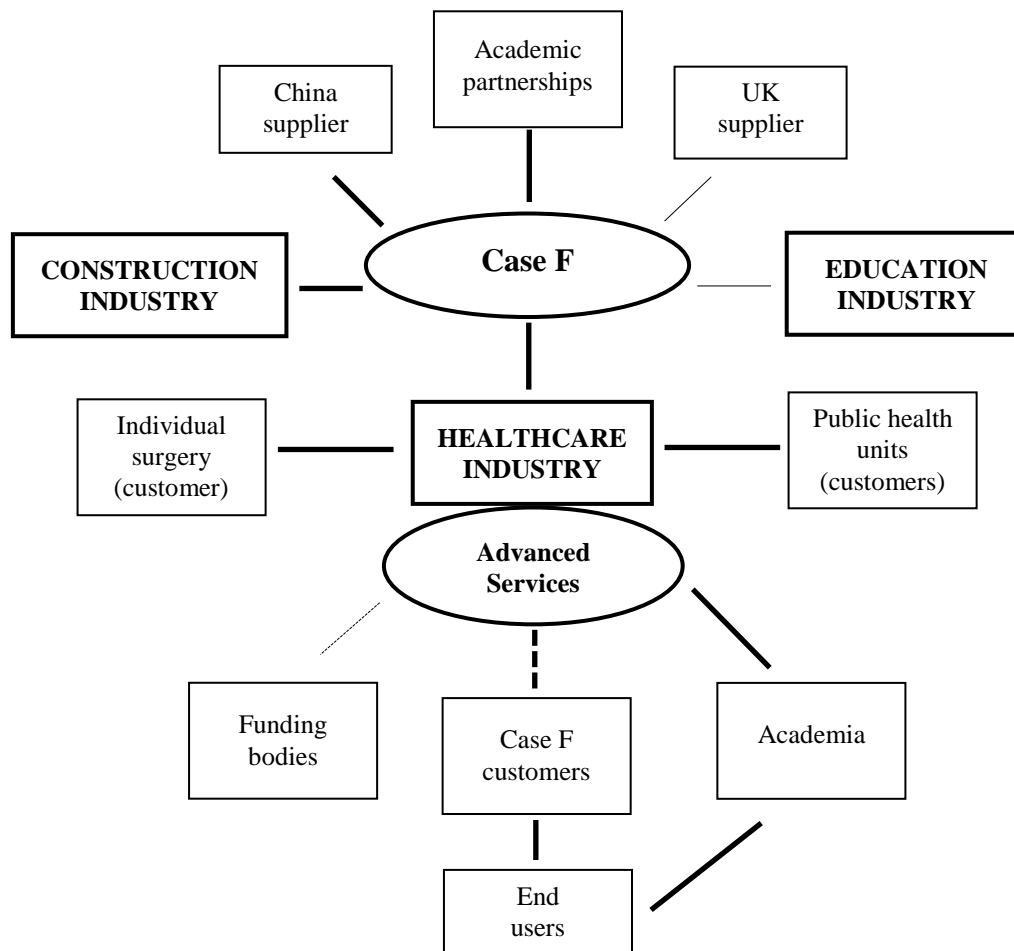 Academic
partnerships
China
supplier
UK
supplier
Case F
CONSTRUCTION
INDUSTRY
EDUCATION
INDUSTRY
Individual
surgery
(customer)
HEALTHCARE
INDUSTRY
Public health
units
(customers)
Advanced
Services
Funding
bodies
Case F
customers
Academia
End
users